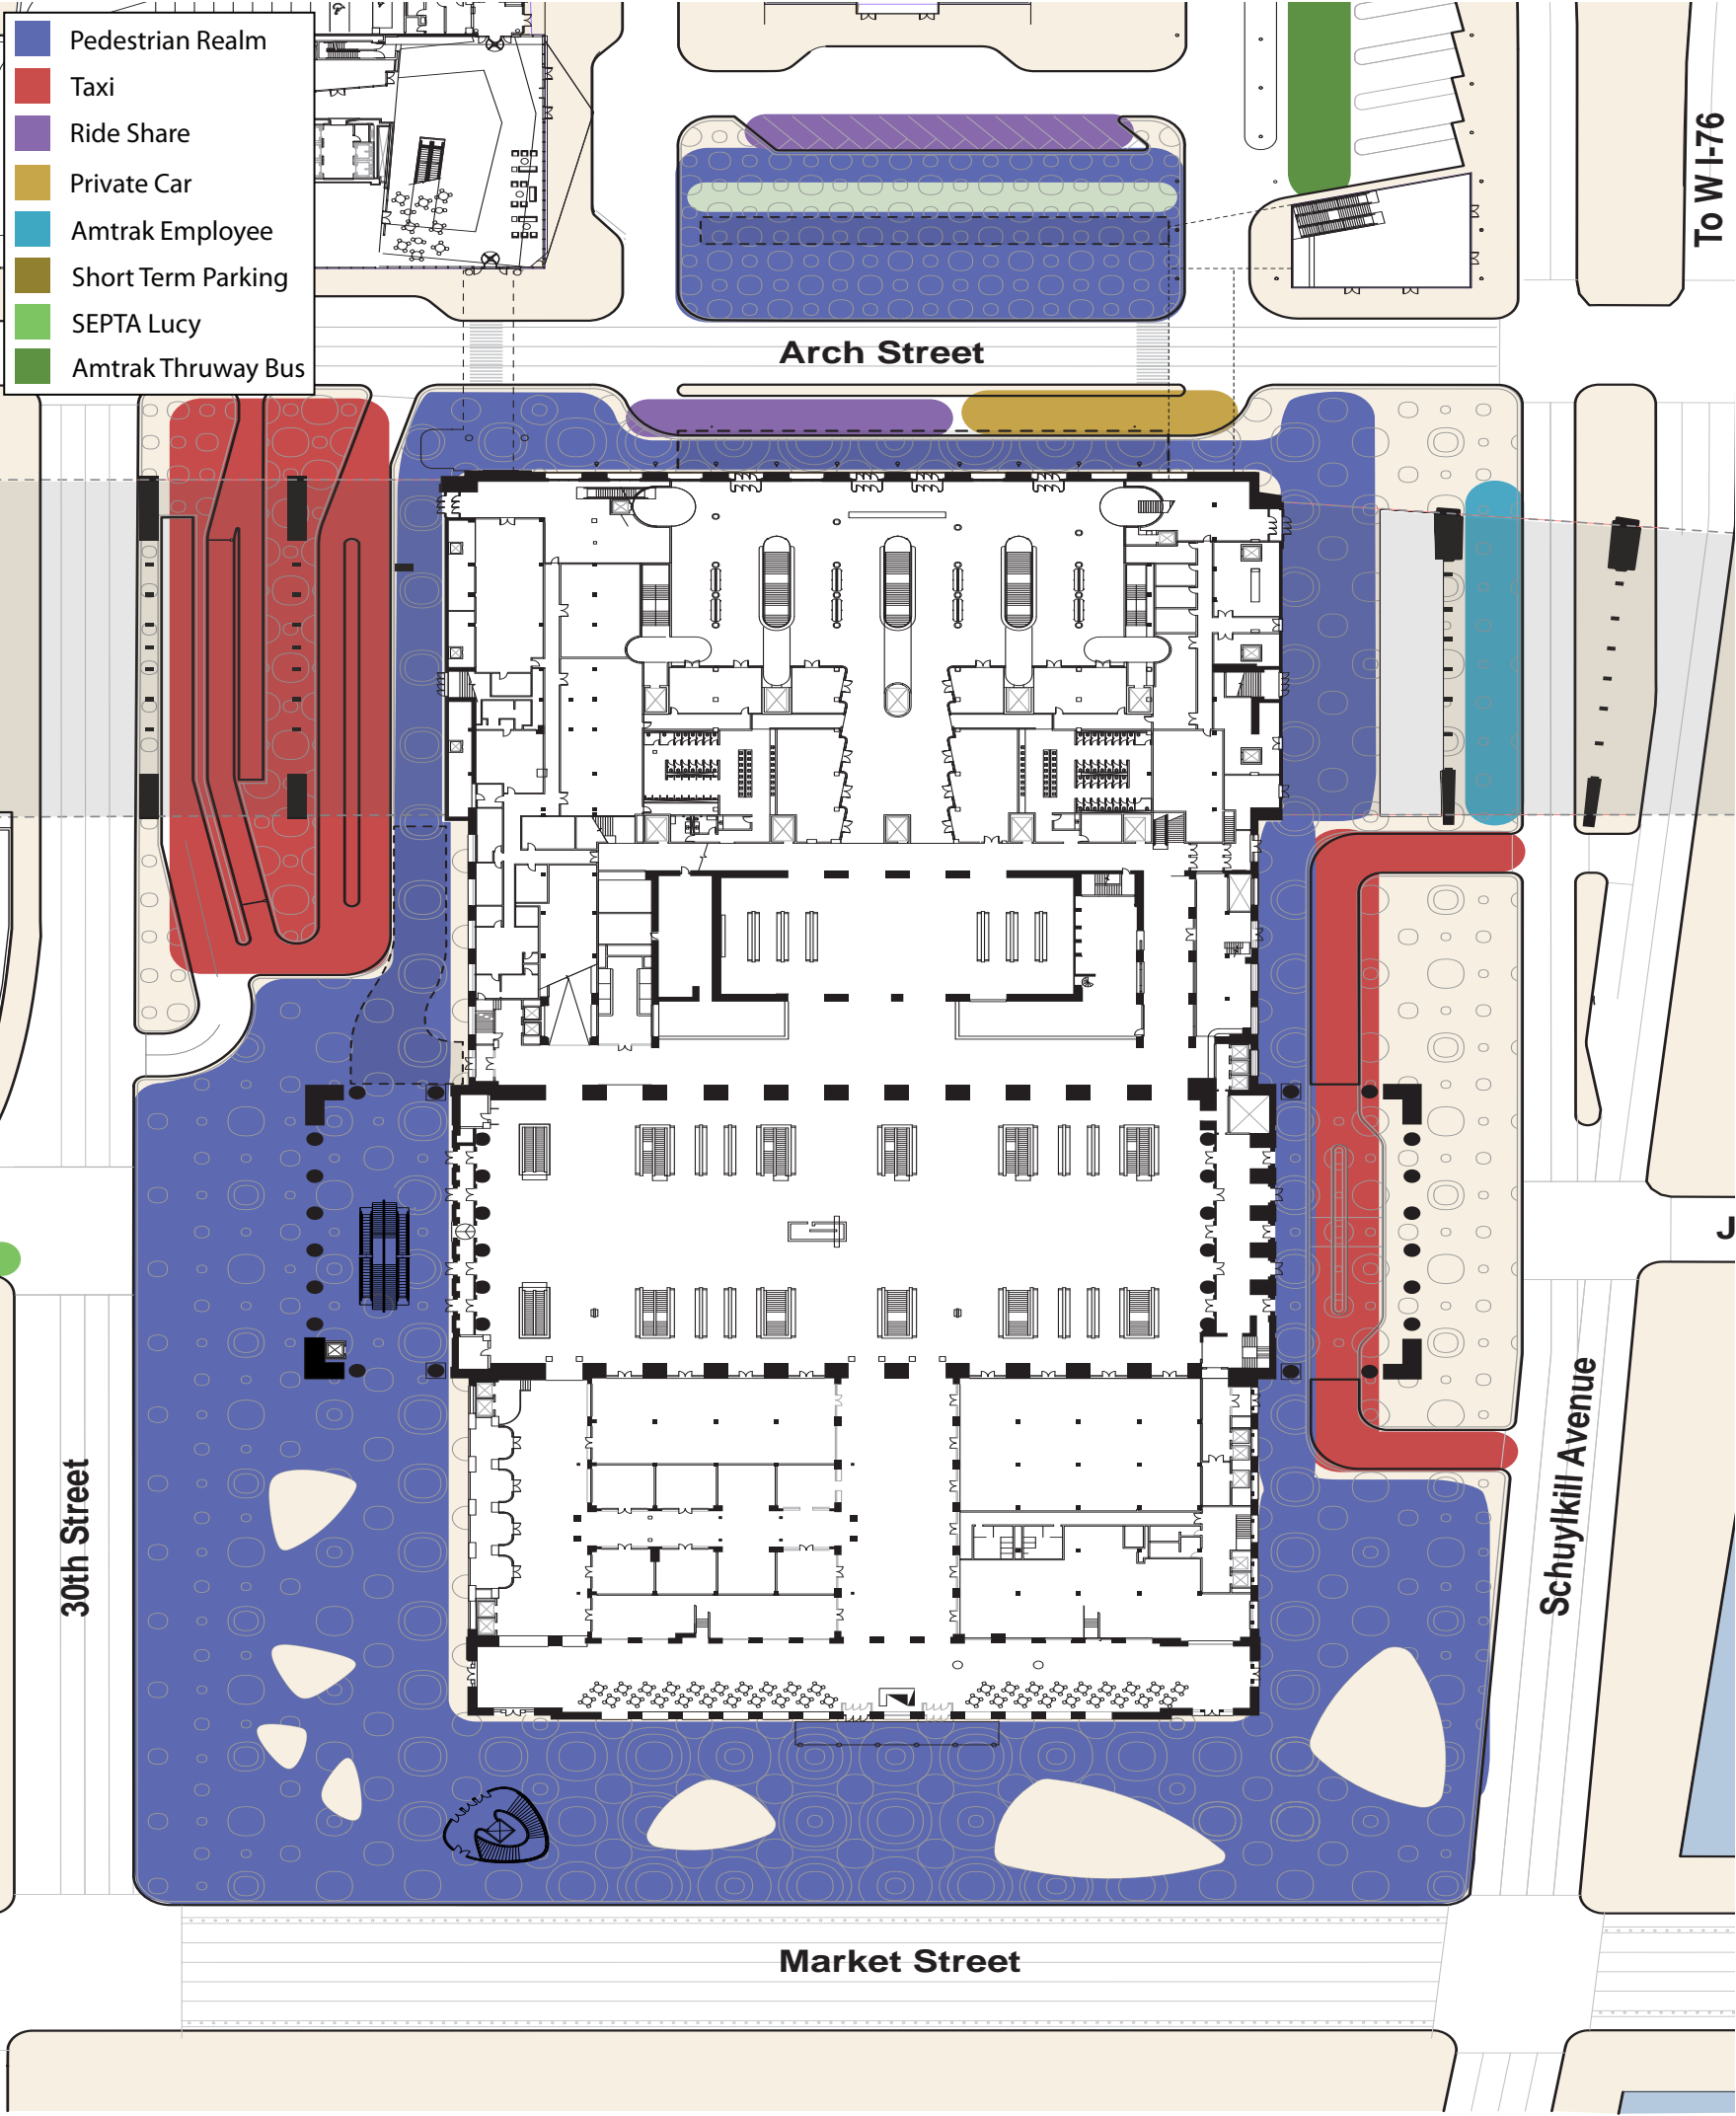 Pedestrian Realm
Taxi
Ride Share
Private Car
Amtrak Employee
Short Term Parking
SEPTA Lucy
Amtrak Thruway Bus
To W I-76
Arch Street
J
30th Street
Schuylkill Avenue
Market Street